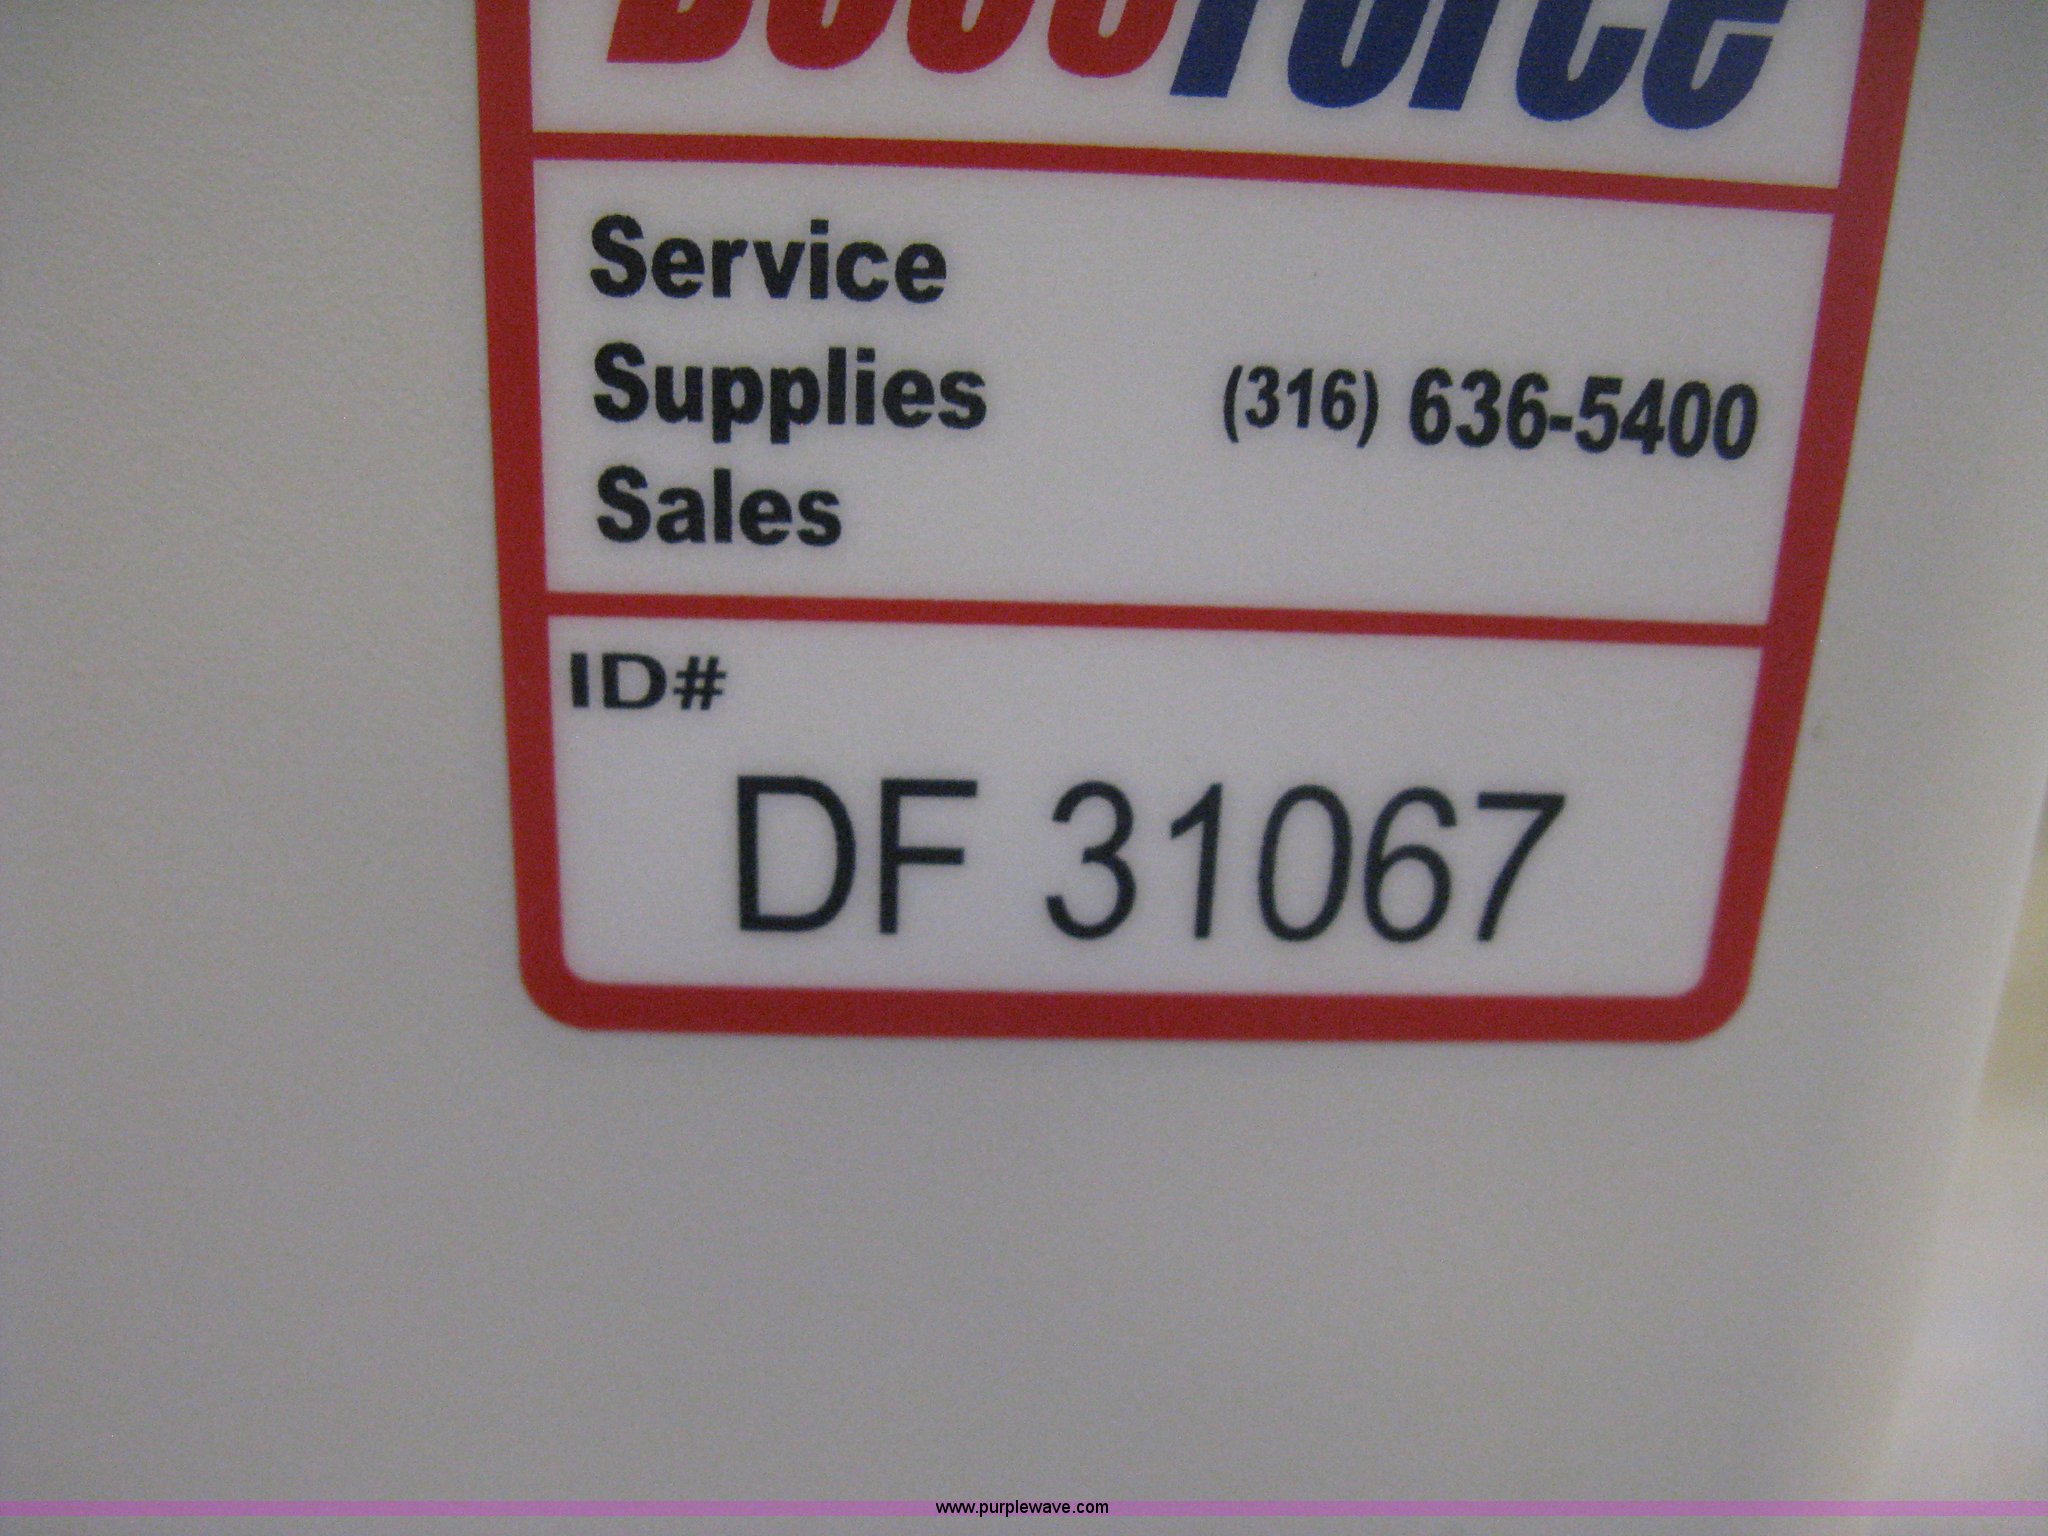 Service
Supplies (316) 636-5400
Sales
ID#
DF 31067
www.purplewave.com